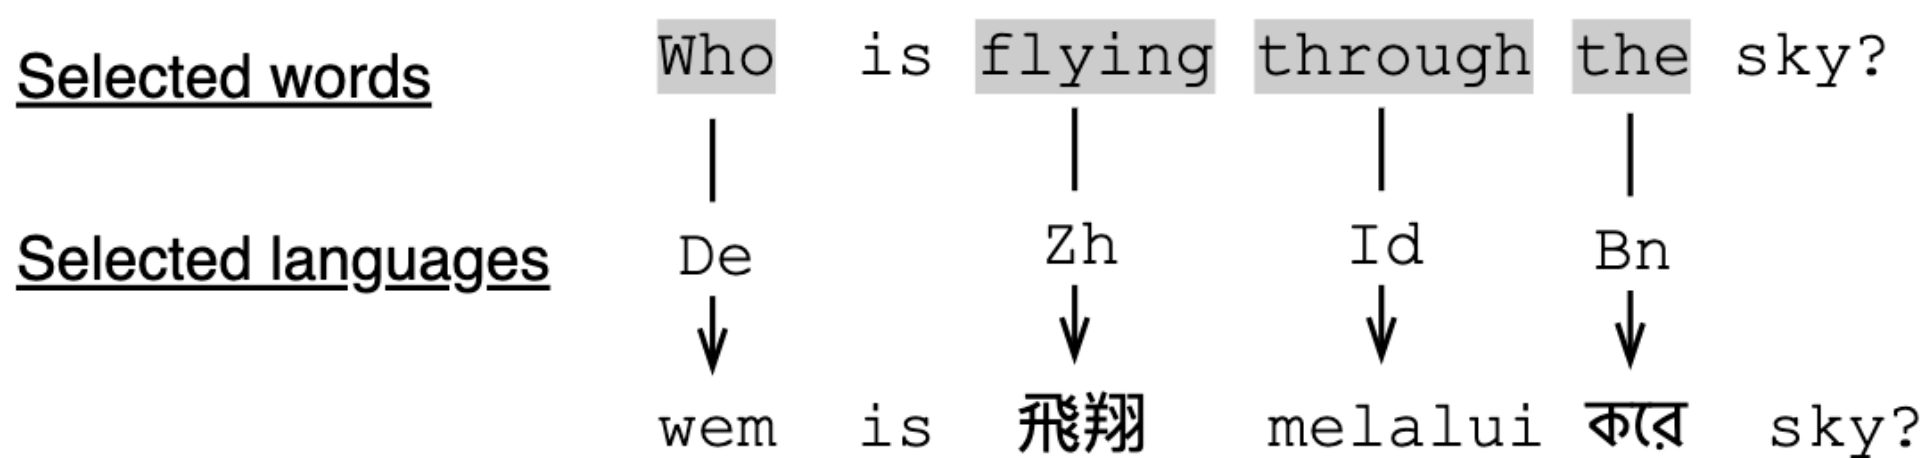 Selected words Who is flying through the sky?
Selected languages De Zh Id Bn
wem is 飛翔 melalui করে sky?